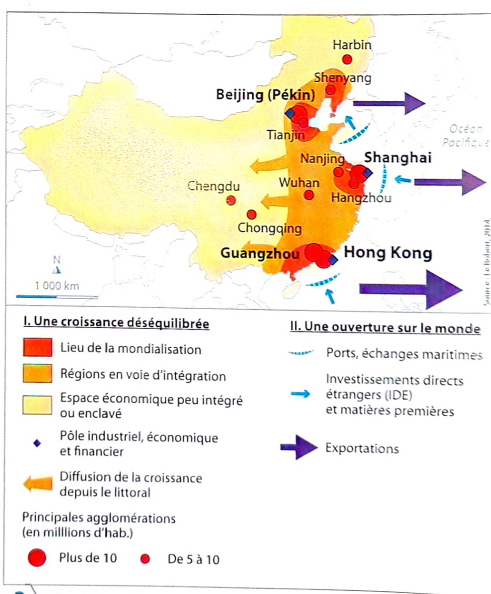 Harbin
Shenyang
Beijing (Pékin)
Tianjin
Océan
Pacifique
Nanjing
Shanghai
Chengdu
Wuhan
Hangzhou
Chongqing
Guangzhou
Hong Kong
N
1 000 km
2014
I. Une croissance déséquilibrée
Lieu de la mondialisation
Régions en voie d'intégration
Espace économique peu intégré
ou enclavé
Pôle industriel, économique
et financier
Diffusion de la croissance
depuis le littoral
Principales agglomérations
(en milllions d'hab.)
Plus de 10
De 5 à 10
II. Une ouverture sur le monde
Ports, échanges maritimes
Investissements directs
étrangers (IDE)
et matières premières
Exportations